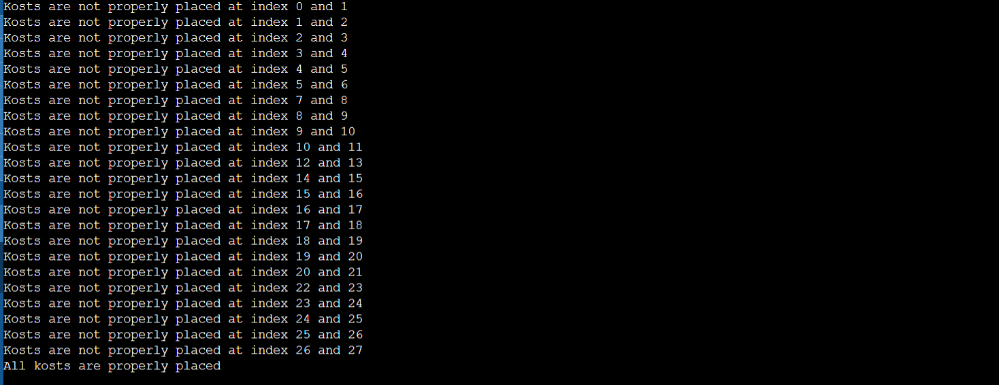 Kosts are not properly placed at index 0 and 1
Kosts are not properly placed at index 1 and 2
Kosts are not properly placed at index 2 and 3
Kosts are not properly placed at index 3 and 4
Kosts are not properly placed at index 4 and 5
Kosts are not properly placed at index 5 and 6
Kosts are not properly placed at index 7 and 8
Kosts are not properly placed at index 8 and 9
Kosts are not properly placed at index 9 and 10
Kosts are not properly placed at index 10 and 11
Kosts are not properly placed at index 12 and 13
Kosts are not properly placed at index 14 and 15
Kosts are not properly placed at index 15 and 16
Kosts are not properly placed at index 16 and 17
Kosts are not properly placed at index 17 and 18
Kosts are not properly placed at index 18 and 19
Kosts are not properly placed at index 19 and 20
Kosts are not properly placed at index 20 and 21
Kosts are not properly placed at index 22 and 23
Kosts are not properly placed at index 23 and 24
Kosts are not properly placed at index 24 and 25
Kosts are not properly placed at index 25 and 26
Kosts are not properly placed at index 26 and 27
All kosts are properly placed